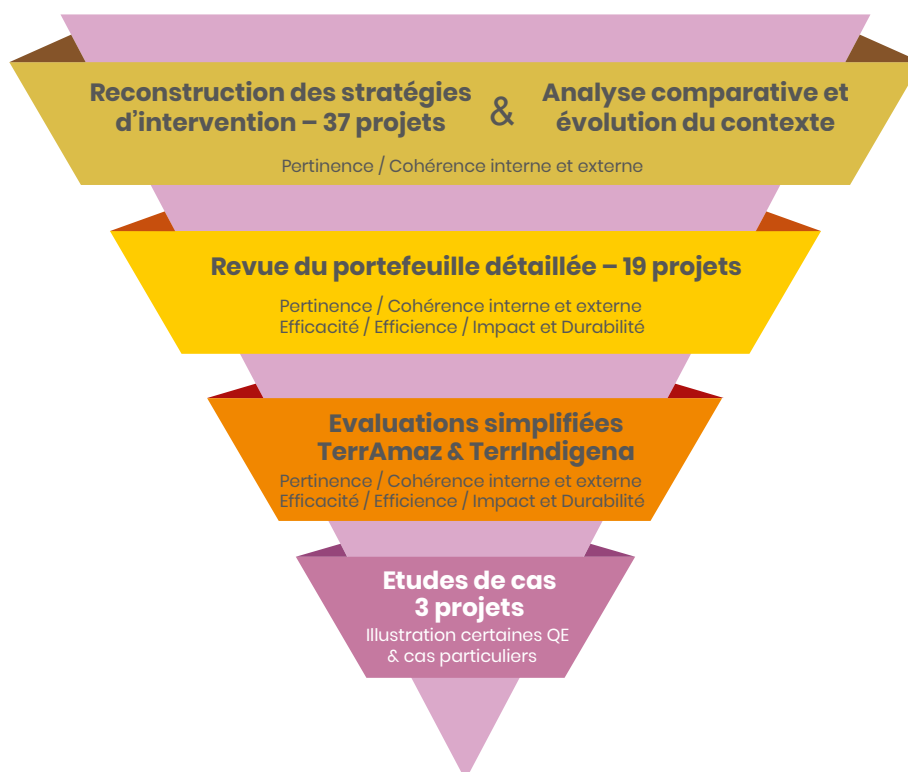 Reconstruction des stratégies
d'intervention – 37 projets
&
Analyse comparative et
évolution du contexte
Pertinence / Cohérence interne et externe
Revue du portefeuille détaillée – 19 projets
Pertinence / Cohérence interne et externe
Efficacité / Efficience / Impact et Durabilité
Evaluations simplifiées
TerrAmaz & TerrIndigena
Pertinence / Cohérence interne et externe
Efficacité / Efficience / Impact et Durabilité
Etudes de cas
3 projets
Illustration certaines QE
& cas particuliers